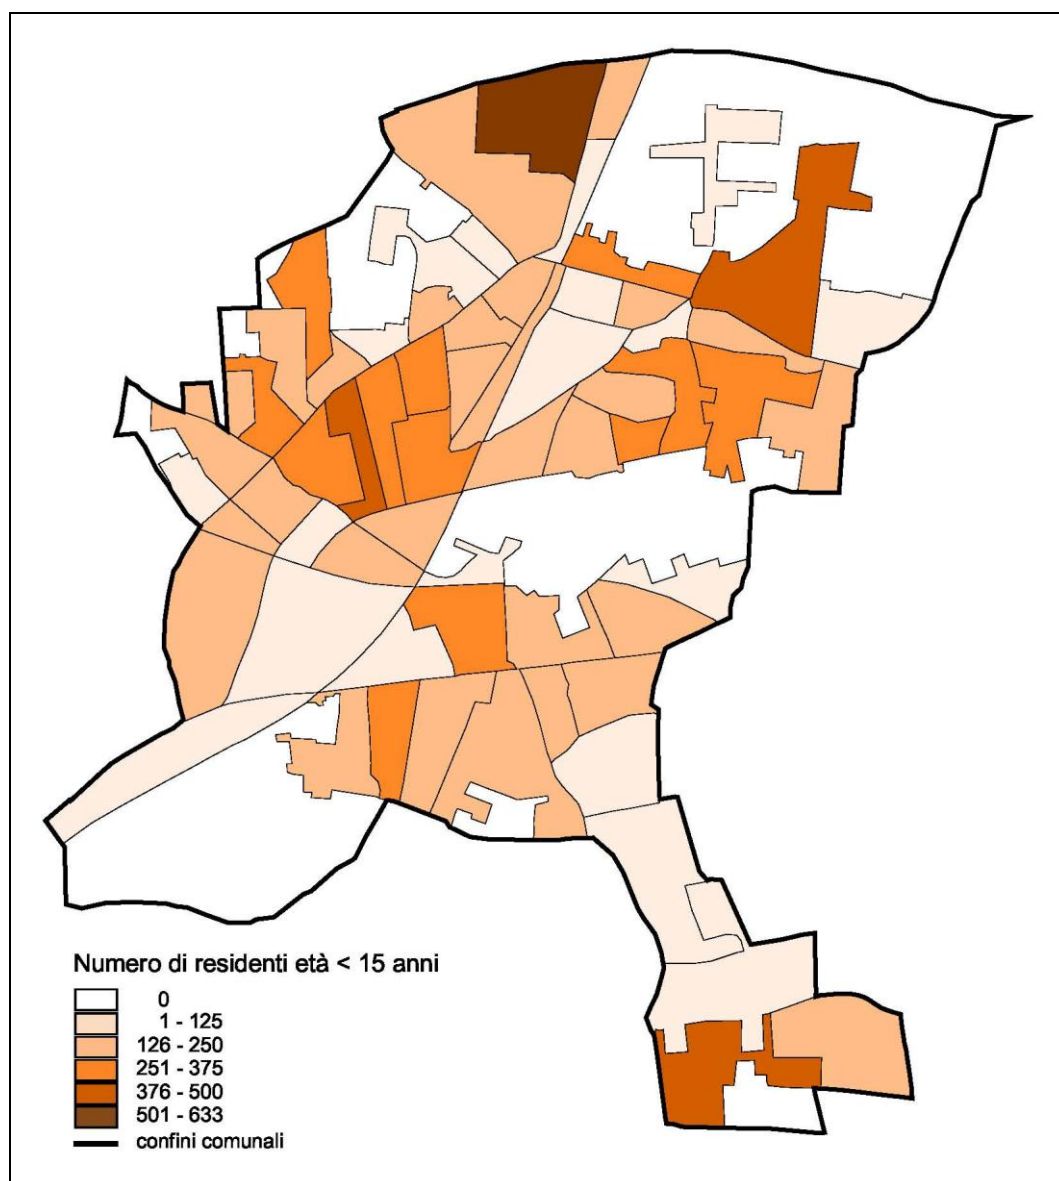 Numero di residenti età < 15 anni
0
1 - 125
126 - 250
251 - 375
376 - 500
501 - 633
confini comunali